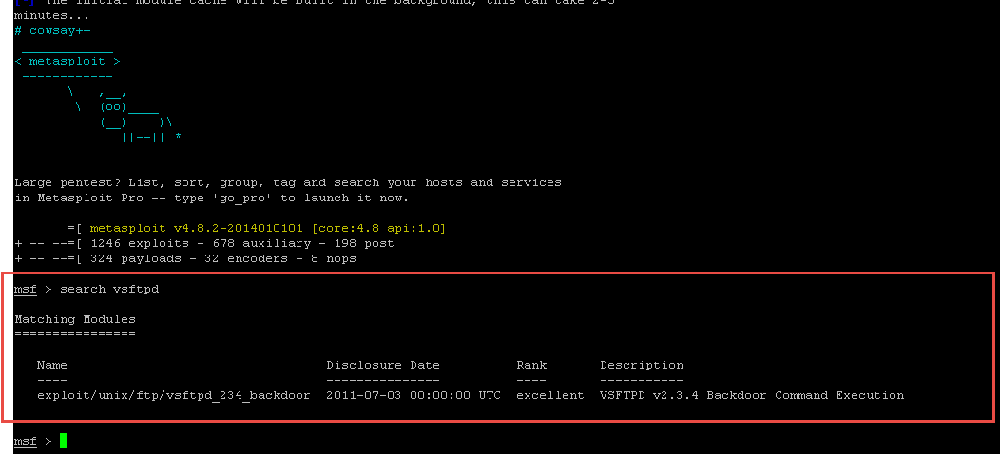 [*] The initial module cache will be built in the background, this can take 2-5
minutes...
# cowsay++
 ____________
< metasploit >
 ------------
       \   ,__,
        \  (oo)____
           (__)    )\
              ||--|| *
Large pentest? List, sort, group, tag and search your hosts and services
in Metasploit Pro -- type 'go_pro' to launch it now.
       =[ metasploit v4.8.2-2014010101 [core:4.8 api:1.0]
+ -- --=[ 1246 exploits - 678 auxiliary - 198 post
+ -- --=[ 324 payloads - 32 encoders - 8 nops
msf > search vsftpd
Matching Modules
================
   Name                                  Disclosure Date          Rank       Description
   ----                                  ---------------          ----       -----------
   exploit/unix/ftp/vsftpd_234_backdoor  2011-07-03 00:00:00 UTC  excellent  VSFTPD v2.3.4 Backdoor Command Execution
msf >